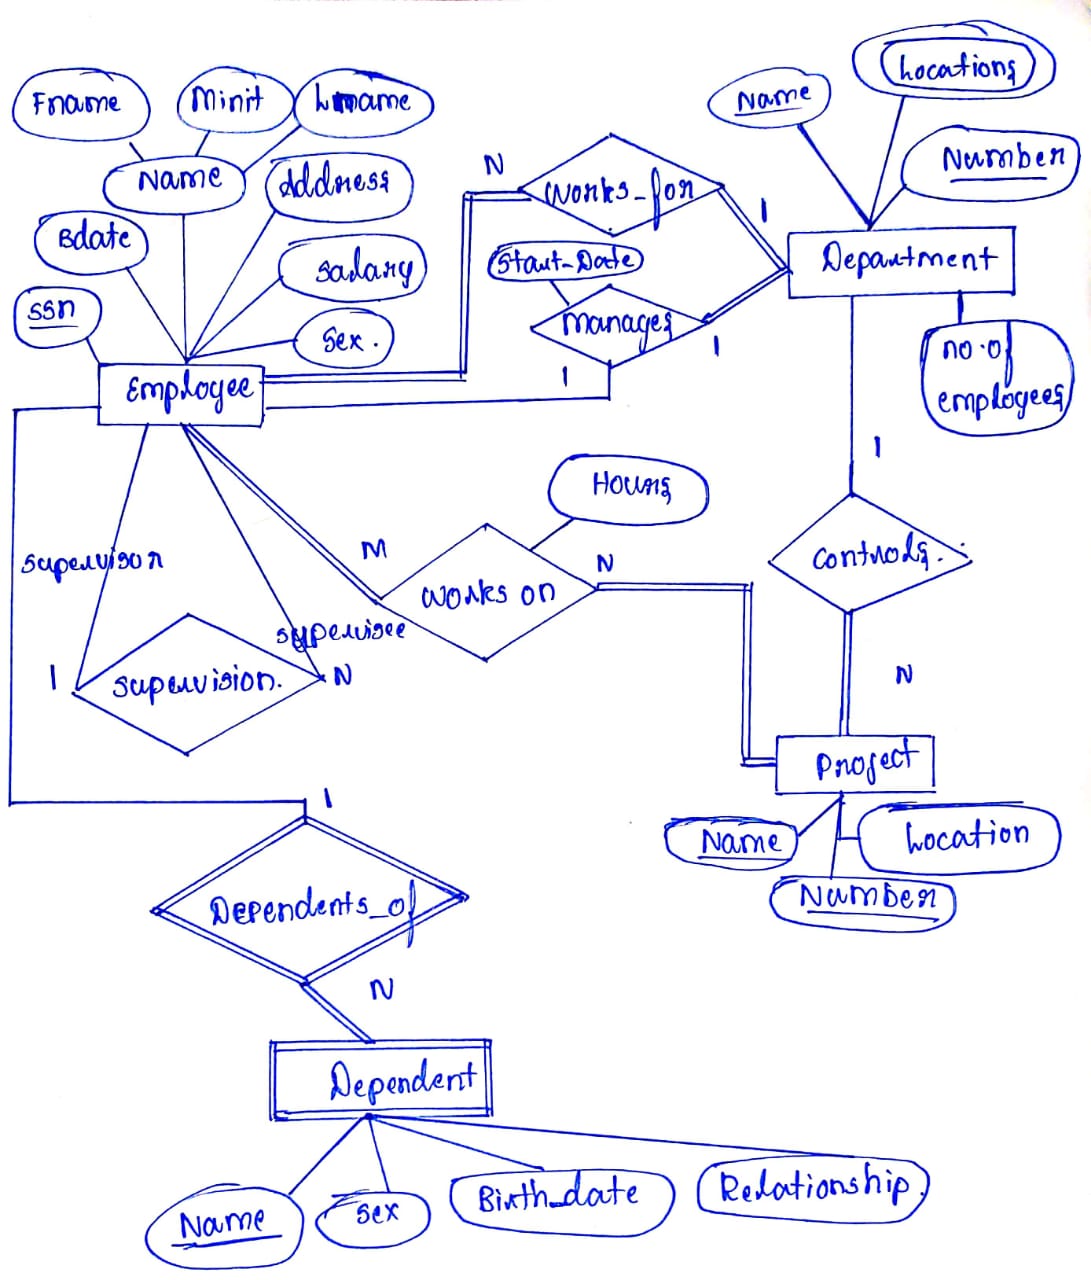 Fname
Minit
Lname
Name
Locations
Name
Address
Number
N
Works_for
1
Bdate
Salary
Start_Date
Department
ssn
Sex.
Manages
1
1
no.of
employees
Employee
1
Hours
M
N
Works on
Controls.
supervisor
supervisee
1
supervision.
N
N
Project
1
Name
Location
Number
Dependents_of
N
Dependent
Name
Sex
Birth_date
Relationship